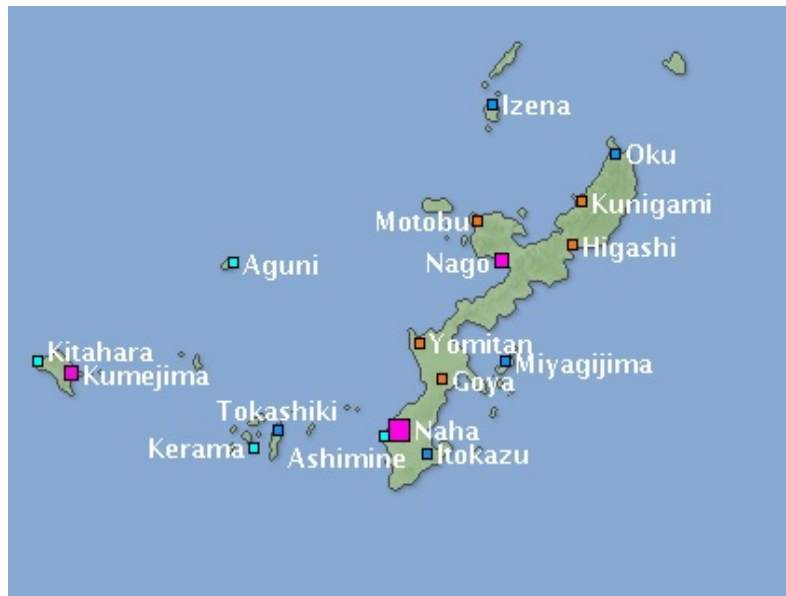 Izena
Oku
Kunigami
Motobu
Higashi
Nago
Aguni
Yomitan
Kitahara
Miyagijima
Kumejima
Goya
Tokashiki
Naha
Kerama
Ashimine
Itokazu